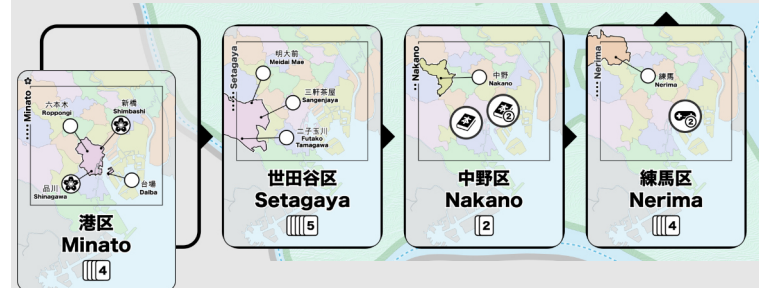 Minato
六本木
Roppongi
新橋
Shimbashi
品川
Shinagawa
台場
Daiba
港区
Minato
4
Setagaya
明大前
Meidai Mae
三軒茶屋
Sangenjaya
二子玉川
Futako
Tamagawa
世田谷区
Setagaya
5
Nakano
中野
Nakano
2
中野区
Nakano
2
Nerima
練馬
Nerima
2
練馬区
Nerima
4